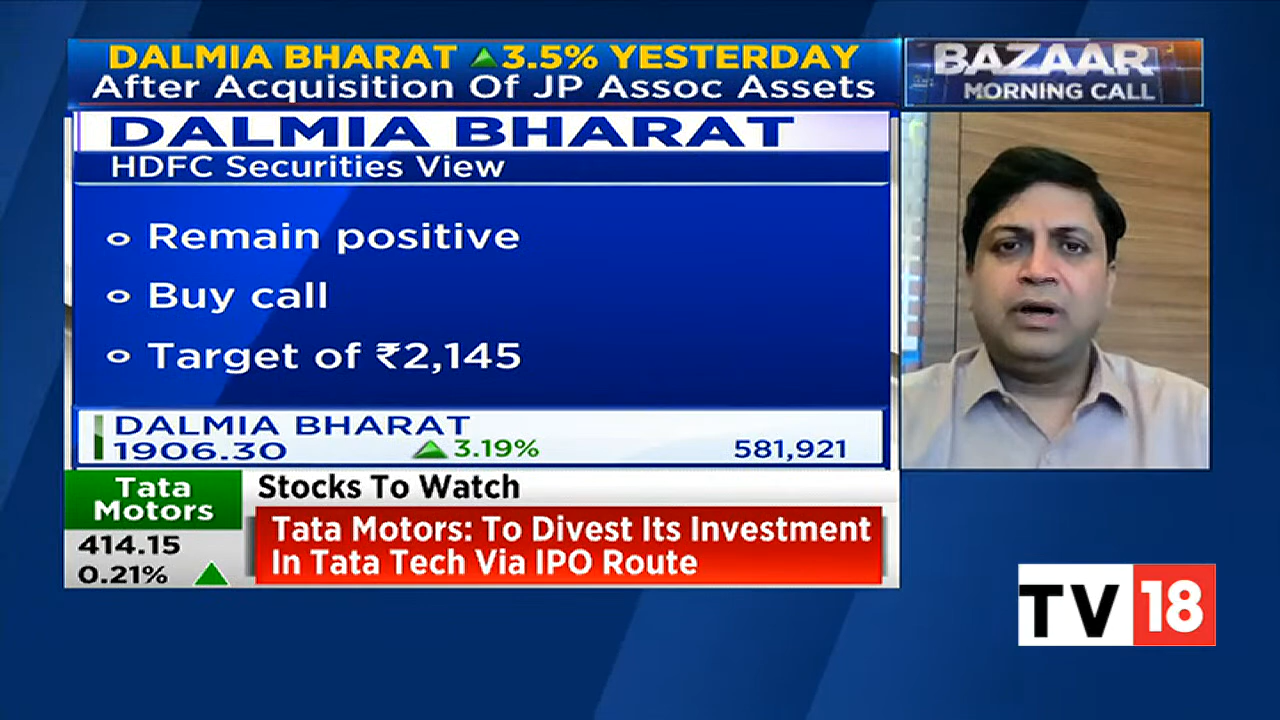 DALMIA BHARAT ▲3.5% YESTERDAY
After Acquisition Of JP Assoc Assets
BAZAAR
MORNING CALL
DALMIA BHARAT
HDFC Securities View
Remain positive
Buy call
Target of ₹2,145
DALMIA BHARAT
1906.30 ▲ 3.19% 581,921
Tata
Motors
414.15
0.21% ▲
Stocks To Watch
Tata Motors: To Divest Its Investment
In Tata Tech Via IPO Route
TV18